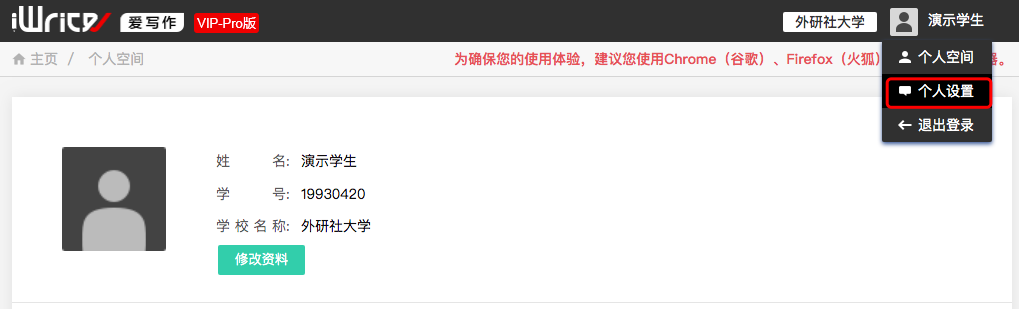 iWrite 爱写作 VIP-Pro版 外研社大学 演示学生
主页 / 个人空间 为确保您的使用体验，建议您使用Chrome（谷歌）、Firefox（火狐） 器。
个人空间
个人设置
退出登录
姓 名: 演示学生
学 号: 19930420
学校名称: 外研社大学
修改资料